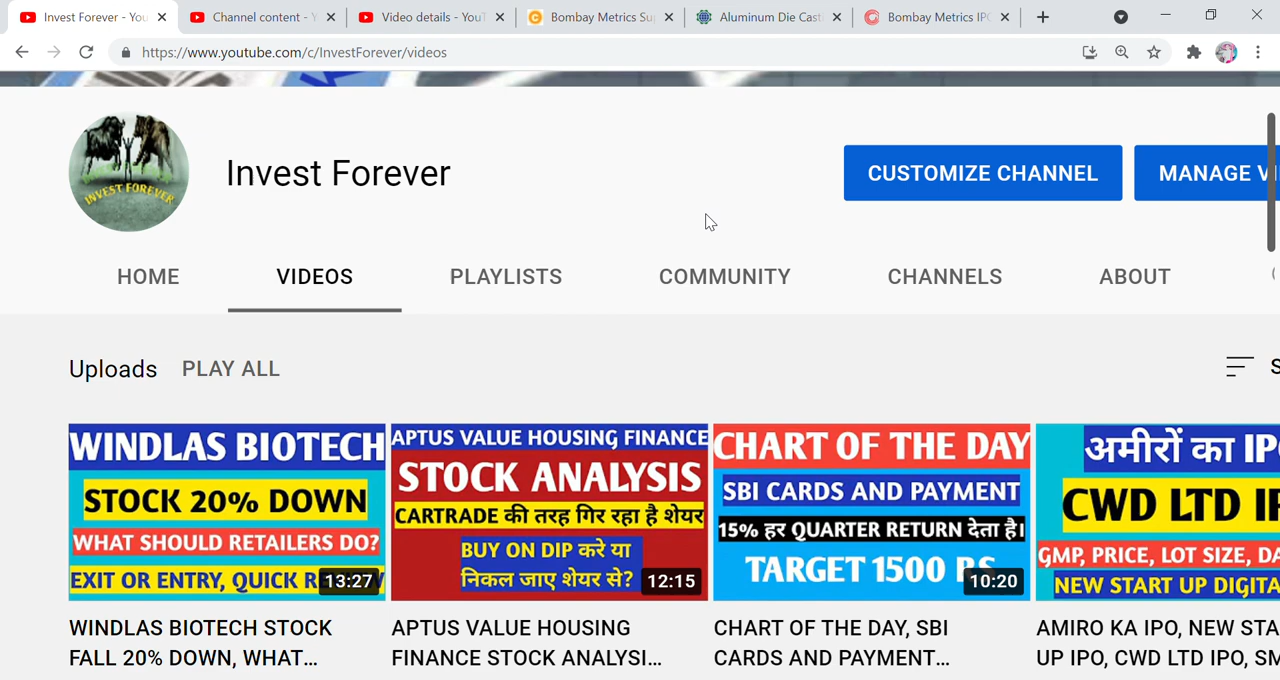 Invest Forever - You
Channel content - Y
Video details - YouT
Bombay Metrics Su
Aluminum Die Casti
Bombay Metrics IPO
https://www.youtube.com/c/InvestForever/videos
INVEST FOREVER
Invest Forever
CUSTOMIZE CHANNEL
MANAGE VI
HOME
VIDEOS
PLAYLISTS
COMMUNITY
CHANNELS
ABOUT
Uploads
PLAY ALL
S
WINDLAS BIOTECH
STOCK 20% DOWN
WHAT SHOULD RETAILERS DO?
EXIT OR ENTRY, QUICK R
13:27
WINDLAS BIOTECH STOCK
FALL 20% DOWN, WHAT...
APTUS VALUE HOUSING FINANCE
STOCK ANALYSIS
CARTRADE की तरह गिर रहा है शेयर
BUY ON DIP करे या
निकल जाए शेयर से?
12:15
APTUS VALUE HOUSING
FINANCE STOCK ANALYSI...
CHART OF THE DAY
SBI CARDS AND PAYMENT
15% हर QUARTER RETURN देता है।
TARGET 1500 RS
10:20
CHART OF THE DAY, SBI
CARDS AND PAYMENT...
अमीरों का IP
CWD LTD IP
GMP, PRICE, LOT SIZE, DA
NEW START UP DIGITA
AMIRO KA IPO, NEW STA
UP IPO, CWD LTD IPO, SM